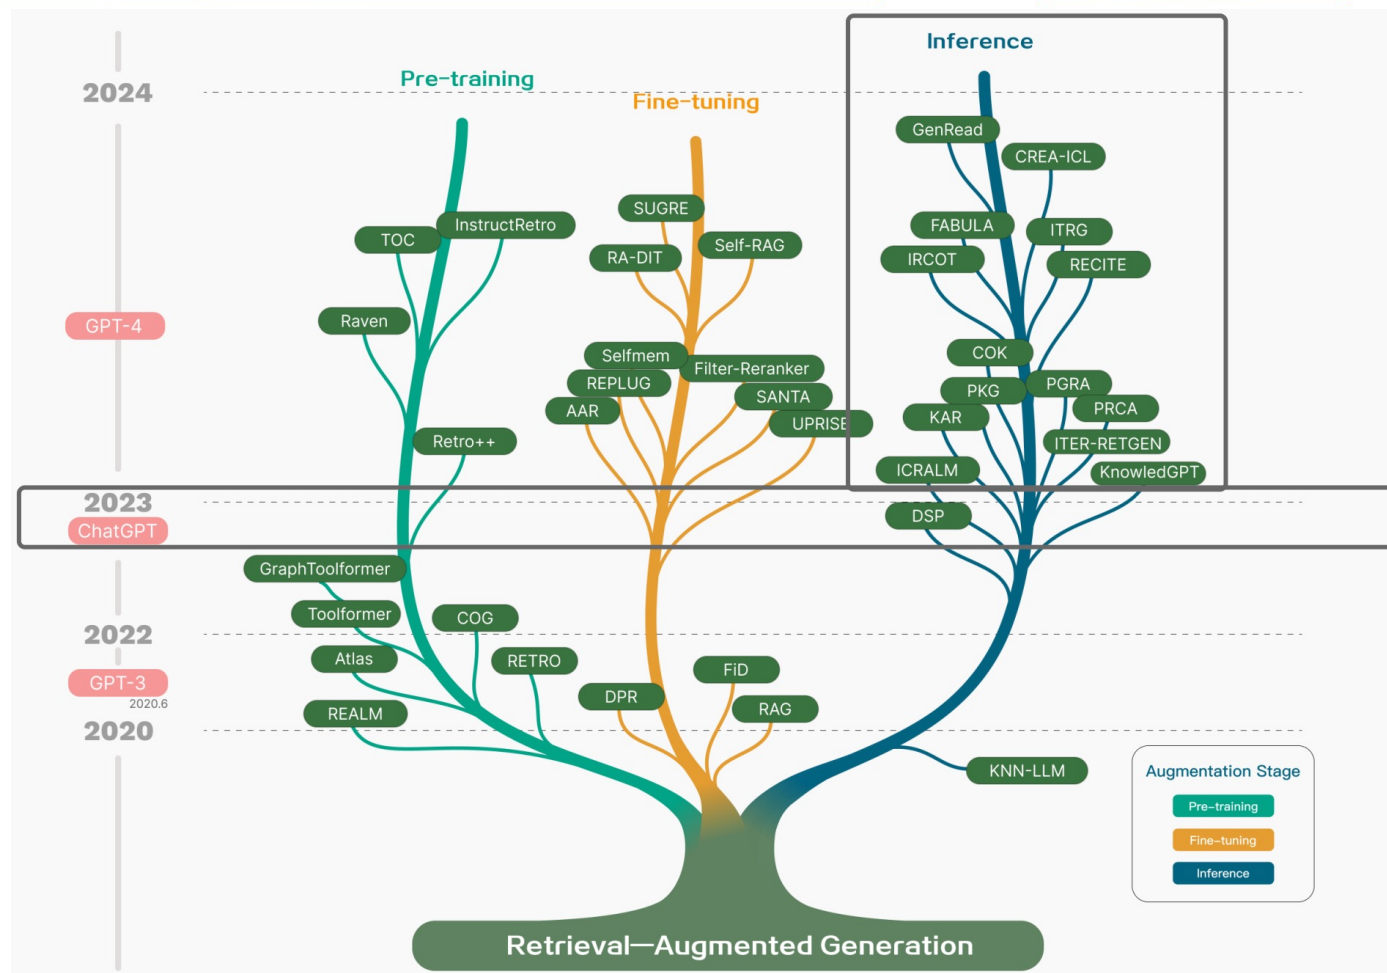 Inference
Pre-training
2024
Fine-tuning
GenRead
CREA-ICL
SUGRE
InstructRetro
FABULA
ITRG
TOC
Self-RAG
RA-DIT
IRCOT
RECITE
Raven
GPT-4
COK
Selfmem
Filter-Reranker
REPLUG
PKG
PGRA
SANTA
AAR
PRCA
KAR
UPRISE
Retro++
ITER-RETGEN
ICRALM
KnowledGPT
2023
DSP
ChatGPT
GraphToolformer
Toolformer
COG
2022
Atlas
RETRO
FiD
GPT-3
2020.6
DPR
RAG
REALM
2020
KNN-LLM
Augmentation Stage
Pre-training
Fine-tuning
Inference
Retrieval—Augmented Generation